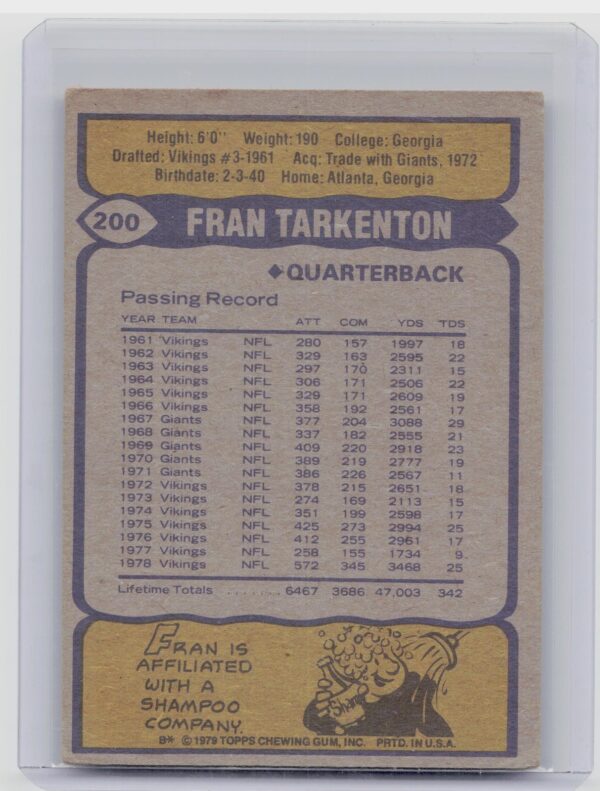 Height: 6'0" Weight: 190 College: Georgia
Drafted: Vikings #3-1961 Acq: Trade with Giants, 1972
Birthdate: 2-3-40 Home: Atlanta, Georgia
200 FRAN TARKENTON
◆QUARTERBACK
Passing Record
YEAR TEAM ATT COM YDS TDS
1961 Vikings NFL 280 157 1997 18
1962 Vikings NFL 329 163 2595 22
1963 Vikings NFL 297 170 2311 15
1964 Vikings NFL 306 171 2506 22
1965 Vikings NFL 329 171 2609 19
1966 Vikings NFL 358 192 2561 17
1967 Giants NFL 377 204 3088 29
1968 Giants NFL 337 182 2555 21
1969 Giants NFL 409 220 2918 23
1970 Giants NFL 389 219 2777 19
1971 Giants NFL 386 226 2567 11
1972 Vikings NFL 378 215 2651 18
1973 Vikings NFL 274 169 2113 15
1974 Vikings NFL 351 199 2598 17
1975 Vikings NFL 425 273 2994 25
1976 Vikings NFL 412 255 2961 17
1977 Vikings NFL 258 155 1734 9
1978 Vikings NFL 572 345 3468 25
Lifetime Totals ....... 6467 3686 47,003 342
FRAN IS
AFFILIATED
WITH A
SHAMPOO
COMPANY.
Sham
B* © 1979 TOPPS CHEWING GUM, INC. PRTD. IN U.S.A.